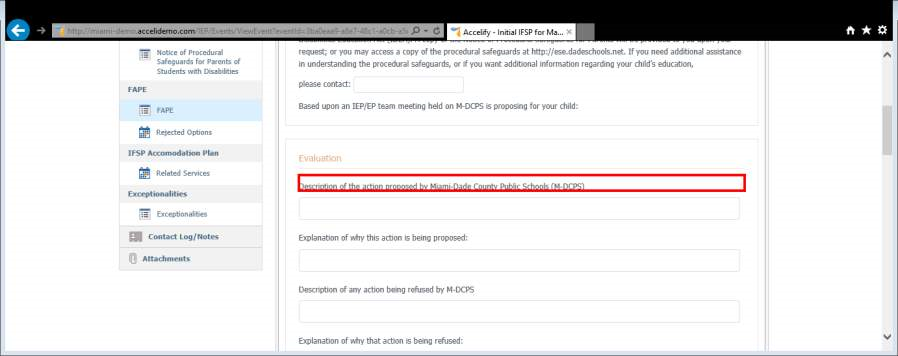 http://miami-demo.accelidemo.com/IEP/Events/ViewEvent?eventId=
Accelify - Initial IFSP for Ma...
Notice of Procedural
Safeguards for Parents of
Students with Disabilities
FAPE
FAPE
Rejected Options
IFSP Accomodation Plan
Related Services
Exceptionalities
Exceptionalities
Contact Log/Notes
Attachments
request; or you may access a copy of the procedural safeguards at http://ese.dadeschools.net. If you need additional assistance
in understanding the procedural safeguards, or if you want additional information regarding your child's education,
please contact:
Based upon an IEP/EP team meeting held on M-DCPS is proposing for your child:
Evaluation
Description of the action proposed by Miami-Dade County Public Schools (M-DCPS)
Explanation of why this action is being proposed:
Description of any action being refused by M-DCPS
Explanation of why that action is being refused: